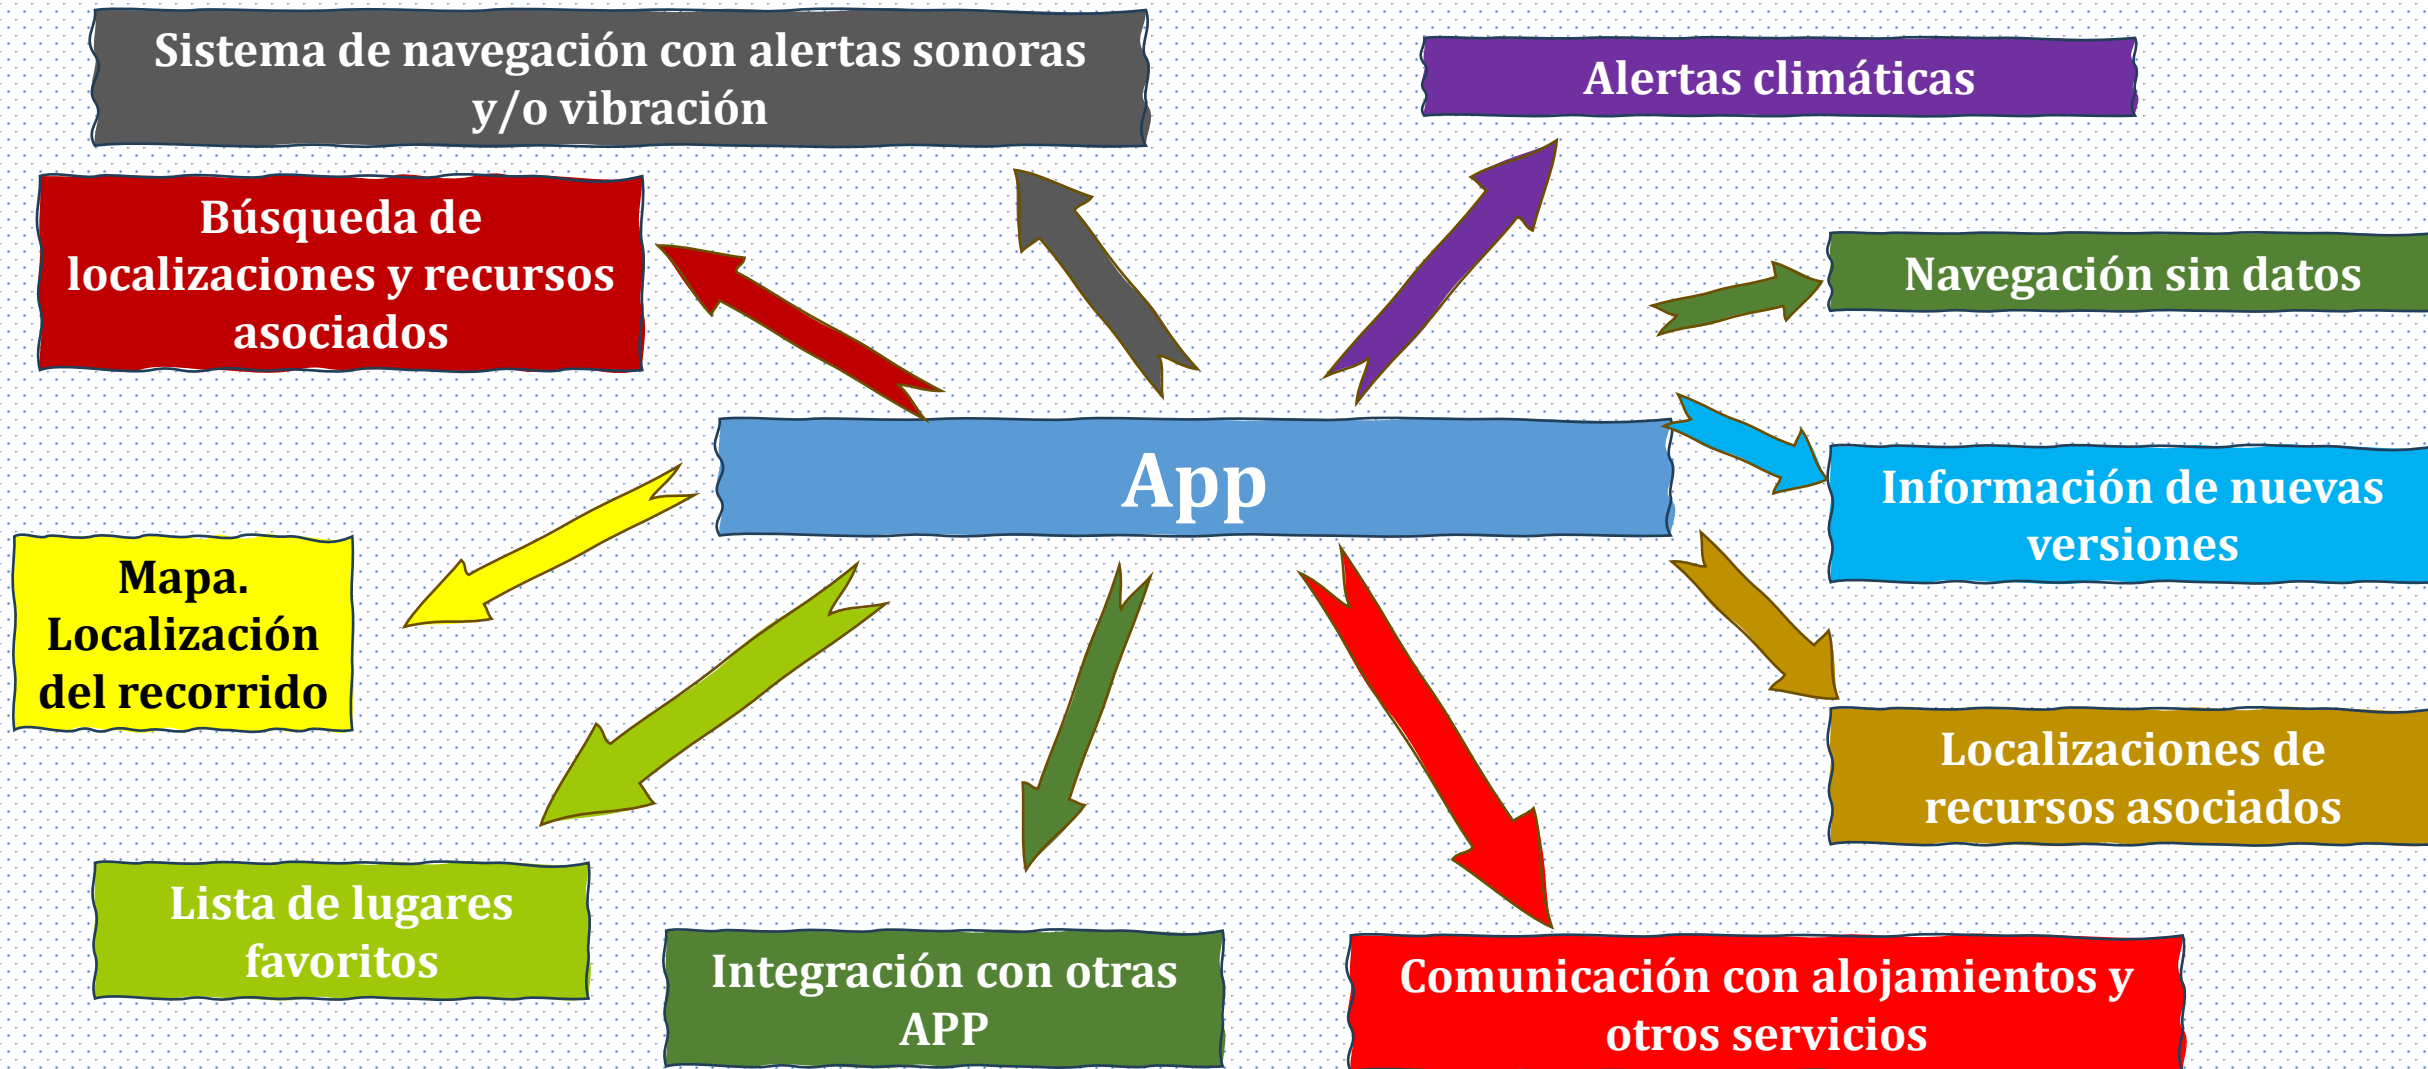 Sistema de navegación con alertas sonoras
y/o vibración
Alertas climáticas
Búsqueda de
localizaciones y recursos
asociados
Navegación sin datos
App
Información de nuevas
versiones
Mapa.
Localización
del recorrido
Localizaciones de
recursos asociados
Lista de lugares
favoritos
Integración con otras
APP
Comunicación con alojamientos y
otros servicios